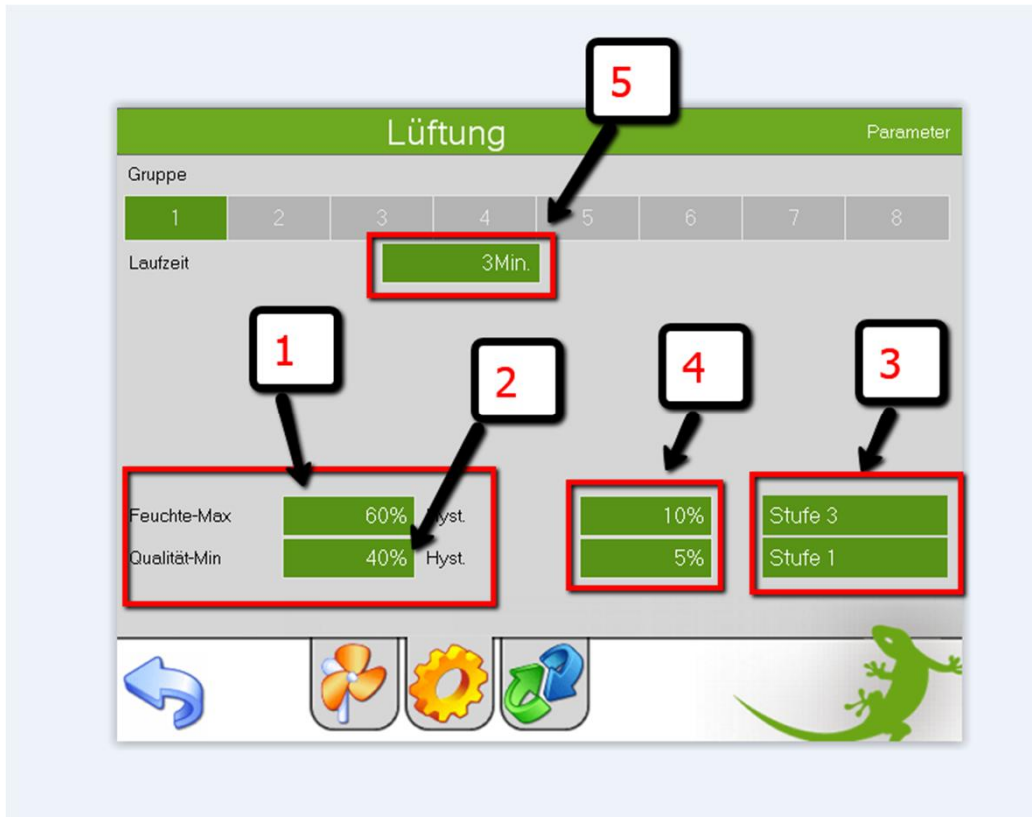 5
Lüftung Parameter
Gruppe
1 2 3 4 5 6 7 8
Laufzeit 3Min.
1 2 4 3
Feuchte-Max 60% Hyst. 10% Stufe 3
Qualität-Min 40% Hyst. 5% Stufe 1